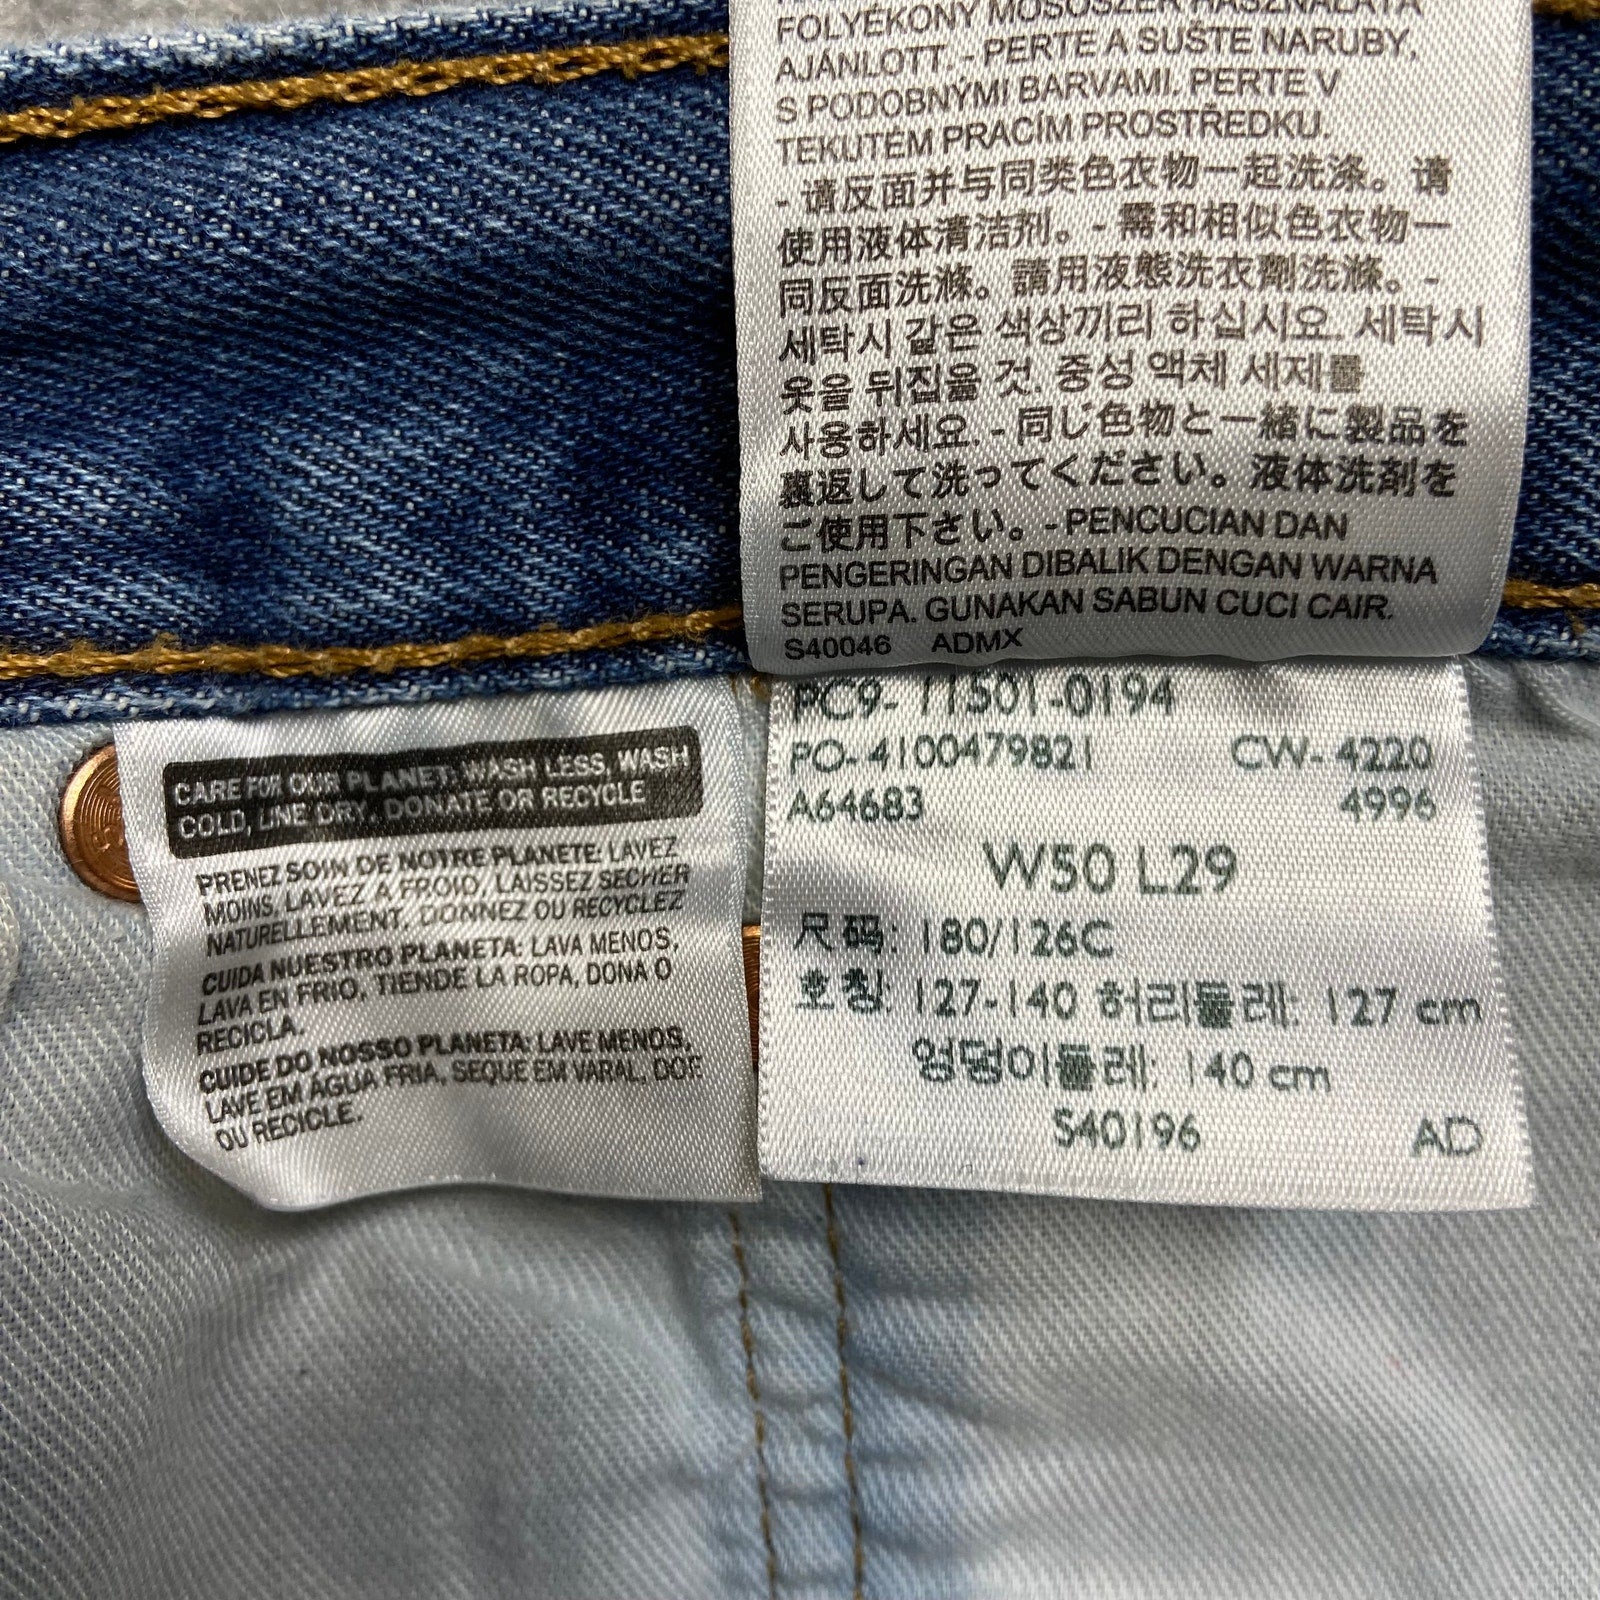 FOLYÉKONY MOSÓSZER HASZNÁLATA
AJÁNLOTT. - PERTE A SUŠTE NARUBY,
S PODOBNÝMI BARVAMI. PERTE V
TEKUTÉM PRACÍM PROSTŘEDKU.
- 请反面并与同类色衣物一起洗涤。请
使用液体清洁剂。- 需和相似色衣物一
同反面洗滌。請用液態洗衣劑洗滌。-
세탁시 같은 색상끼리 하십시요. 세탁시
옷을 뒤집을 것. 중성 액체 세제를
사용하세요. - 同じ色物と一緒に製品を
裏返して洗ってください。液体洗剤を
ご使用下さい。- PENCUCIAN DAN
PENGERINGAN DIBALIK DENGAN WARNA
SERUPA. GUNAKAN SABUN CUCI CAIR.
S40046 ADMX
CARE FOR OUR PLANET: WASH LESS, WASH
COLD, LINE DRY, DONATE OR RECYCLE
PRENEZ SOIN DE NOTRE PLANETE: LAVEZ
MOINS, LAVEZ A FROID, LAISSEZ SECHER
NATURELLEMENT, DONNEZ OU RECYCLEZ
CUIDA NUESTRO PLANETA: LAVA MENOS,
LAVA EN FRIO, TIENDE LA ROPA, DONA O
RECICLA.
CUIDE DO NOSSO PLANETA: LAVE MENOS,
LAVE EM ÁGUA FRIA, SEQUE EM VARAL, DOE
OU RECICLE.
PC9- 11501-0194
PO- 4100479821 CW- 4220
A64683 4996
W50 L29
尺码: 180/126C
호칭: 127-140 허리둘레: 127 cm
엉덩이둘레: 140 cm
S40196 AD